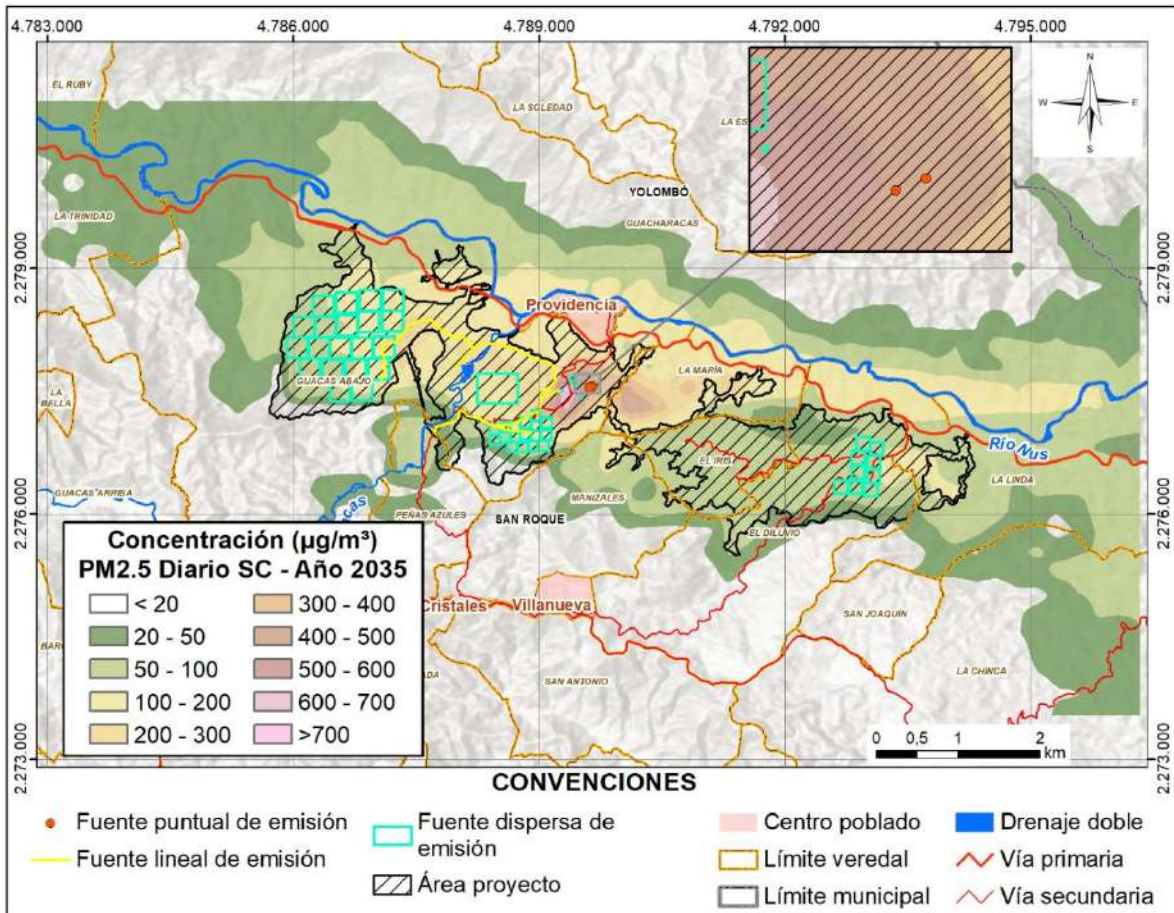 4.783.000
4.786.000
4.789.000
4.792.000
4.795.000
EL RUBY
LA SOLEDAD
LA ES
N
W
E
S
YOLOMBÓ
LA TRINIDAD
GUACHARACAS
2.279.000
2.279.000
Providencia
LA MARÍA
GUACAS ABAJO
LA BELLA
Río Nus
EL IRIS
LA LINDA
GUACAS ARRIBA
MANIZALES
2.276.000
2.276.000
PEÑAS AZULES
SAN ROQUE
EL DILUVIO
Concentración (µg/m³)
PM2.5 Diario SC - Año 2035
< 20
300 - 400
20 - 50
400 - 500
50 - 100
500 - 600
100 - 200
600 - 700
200 - 300
>700
Cristales
Villanueva
SAN JOAQUÍN
BAR
ADA
SAN ANTONIO
LA CHINCA
0
0,5
1
2
km
2.273.000
2.273.000
CONVENCIONES
Fuente puntual de emisión
Fuente dispersa de
emisión
Centro poblado
Drenaje doble
Fuente lineal de emisión
Límite veredal
Vía primaria
Área proyecto
Límite municipal
Vía secundaria